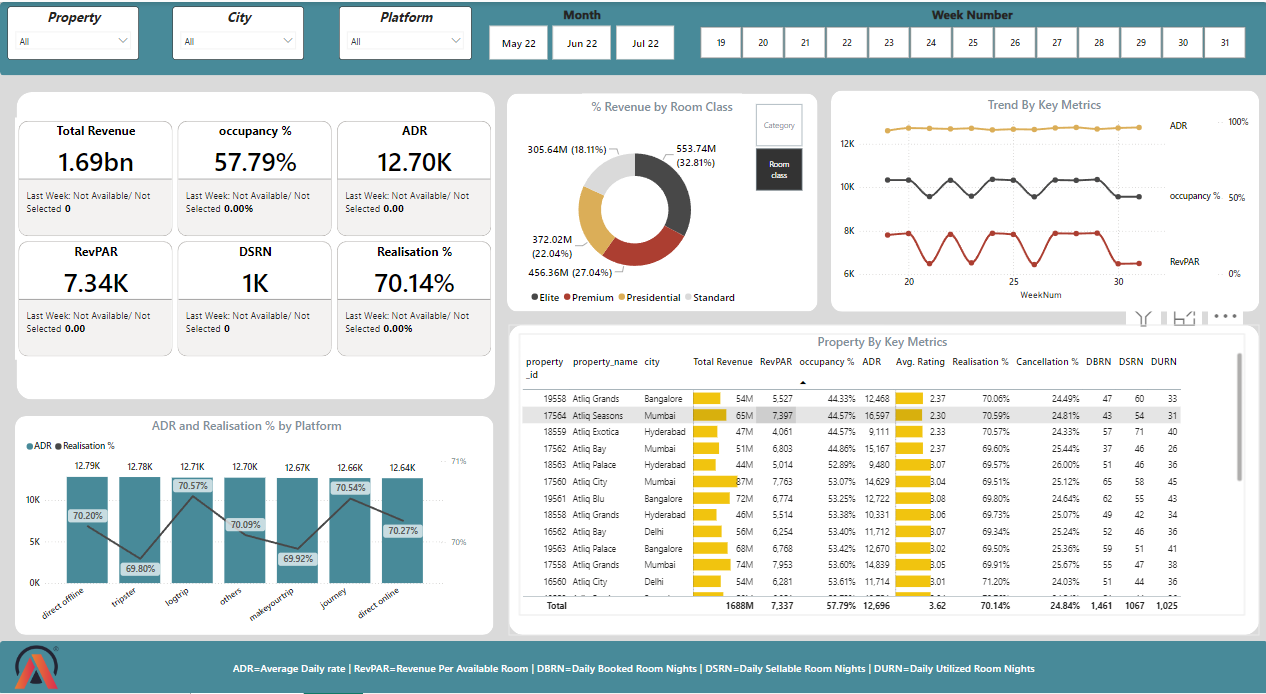 Property
All
City
All
Platform
All
Month
May 22
Jun 22
Jul 22
Week Number
19 20 21 22 23 24 25 26 27 28 29 30 31
Total Revenue
1.69bn
Last Week: Not Available/ Not
Selected 0
occupancy %
57.79%
Last Week: Not Available/ Not
Selected 0.00%
ADR
12.70K
Last Week: Not Available/ Not
Selected 0.00
RevPAR
7.34K
Last Week: Not Available/ Not
Selected 0.00
DSRN
1K
Last Week: Not Available/ Not
Selected 0
Realisation %
70.14%
Last Week: Not Available/ Not
Selected 0.00%
% Revenue by Room Class
Category
Room
class
305.64M (18.11%)
553.74M
(32.81%)
372.02M
(22.04%)
456.36M (27.04%)
Elite Premium Presidential Standard
Trend By Key Metrics
12K
10K
8K
6K
ADR
occupancy %
RevPAR
100%
50%
0%
20 25 30
WeekNum
ADR and Realisation % by Platform
ADR Realisation %
12.79K 12.78K 12.71K 12.70K 12.67K 12.66K 12.64K
71%
70%
10K
5K
0K
70.20%
69.80%
70.57%
70.09%
69.92%
70.54%
70.27%
direct offline
tripster
logtrip
others
makeyourtrip
journey
direct online
Property By Key Metrics
property
_id
property_name city Total Revenue RevPAR occupancy % ADR Avg. Rating Realisation % Cancellation % DBRN DSRN DURN
19558 Atliq Grands Bangalore 54M 5,527 44.33% 12,468 2.37 70.06% 24.49% 47 60 33
17564 Atliq Seasons Mumbai 65M 7,397 44.57% 16,597 2.30 70.59% 24.81% 43 54 31
18559 Atliq Exotica Hyderabad 47M 4,061 44.57% 9,111 2.33 70.57% 24.33% 57 71 40
17562 Atliq Bay Mumbai 51M 6,803 44.86% 15,167 2.37 69.60% 25.44% 37 46 26
18563 Atliq Palace Hyderabad 44M 5,014 52.89% 9,480 3.07 69.57% 26.00% 51 46 36
17560 Atliq City Mumbai 87M 7,763 53.07% 14,629 3.04 69.51% 25.12% 65 58 45
19561 Atliq Blu Bangalore 72M 6,774 53.25% 12,722 3.08 69.80% 24.64% 62 55 43
18558 Atliq Grands Hyderabad 46M 5,514 53.38% 10,331 3.06 69.73% 25.07% 49 42 34
16562 Atliq Bay Delhi 56M 6,254 53.40% 11,712 3.07 69.34% 25.24% 52 46 36
19563 Atliq Palace Bangalore 68M 6,768 53.42% 12,670 3.02 69.50% 25.36% 59 51 41
17558 Atliq Grands Mumbai 74M 7,953 53.60% 14,839 3.05 69.91% 25.67% 55 47 38
16560 Atliq City Delhi 54M 6,281 53.61% 11,714 3.01 71.20% 24.03% 51 44 36
Total 1688M 7,337 57.79% 12,696 3.62 70.14% 24.84% 1,461 1067 1,025
ADR=Average Daily rate | RevPAR=Revenue Per Available Room | DBRN=Daily Booked Room Nights | DSRN=Daily Sellable Room Nights | DURN=Daily Utilized Room Nights